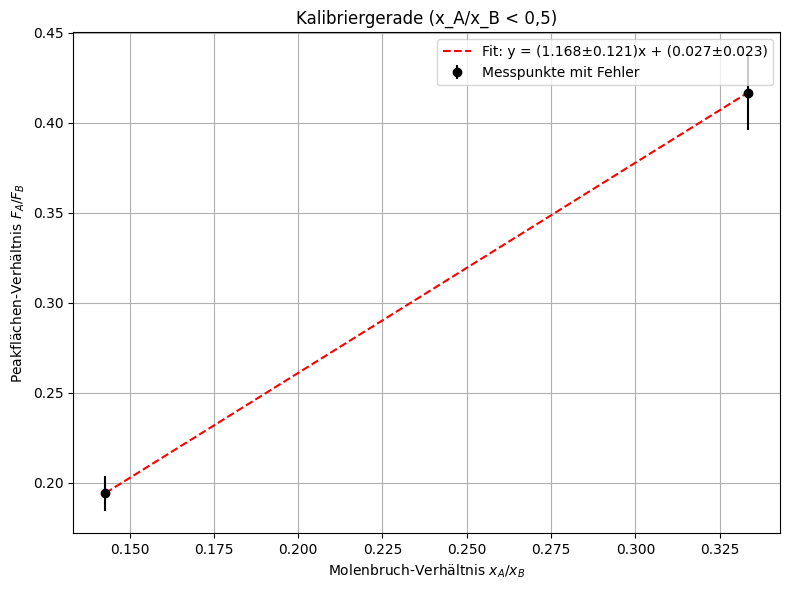 Kalibriergerade (x_A/x_B < 0,5)
Fit: y = (1.168±0.121)x + (0.027±0.023)
Messpunkte mit Fehler
Peakflächen-Verhältnis F_A/F_B
0.45
0.40
0.35
0.30
0.25
0.20
0.150 0.175 0.200 0.225 0.250 0.275 0.300 0.325
Molenbruch-Verhältnis x_A/x_B